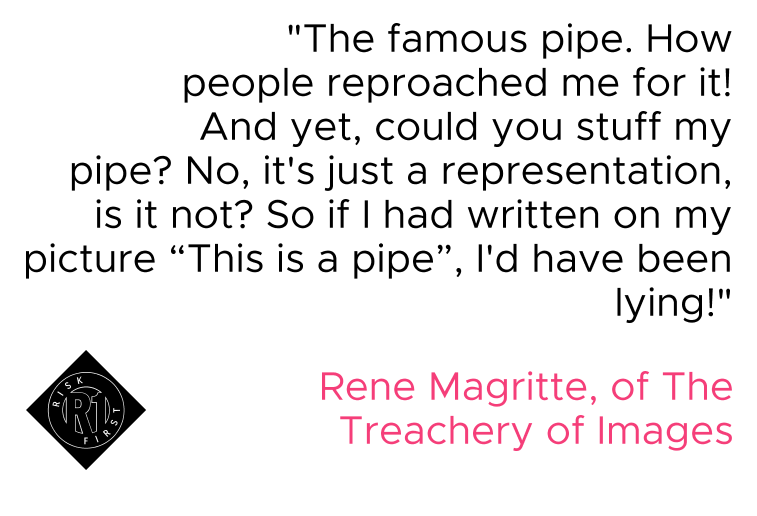 "The famous pipe. How
people reproached me for it!
And yet, could you stuff my
pipe? No, it's just a representation,
is it not? So if I had written on my
picture “This is a pipe”, I'd have been
lying!"
Rene Magritte, of The
Treachery of Images
RISK
R1
FIRST